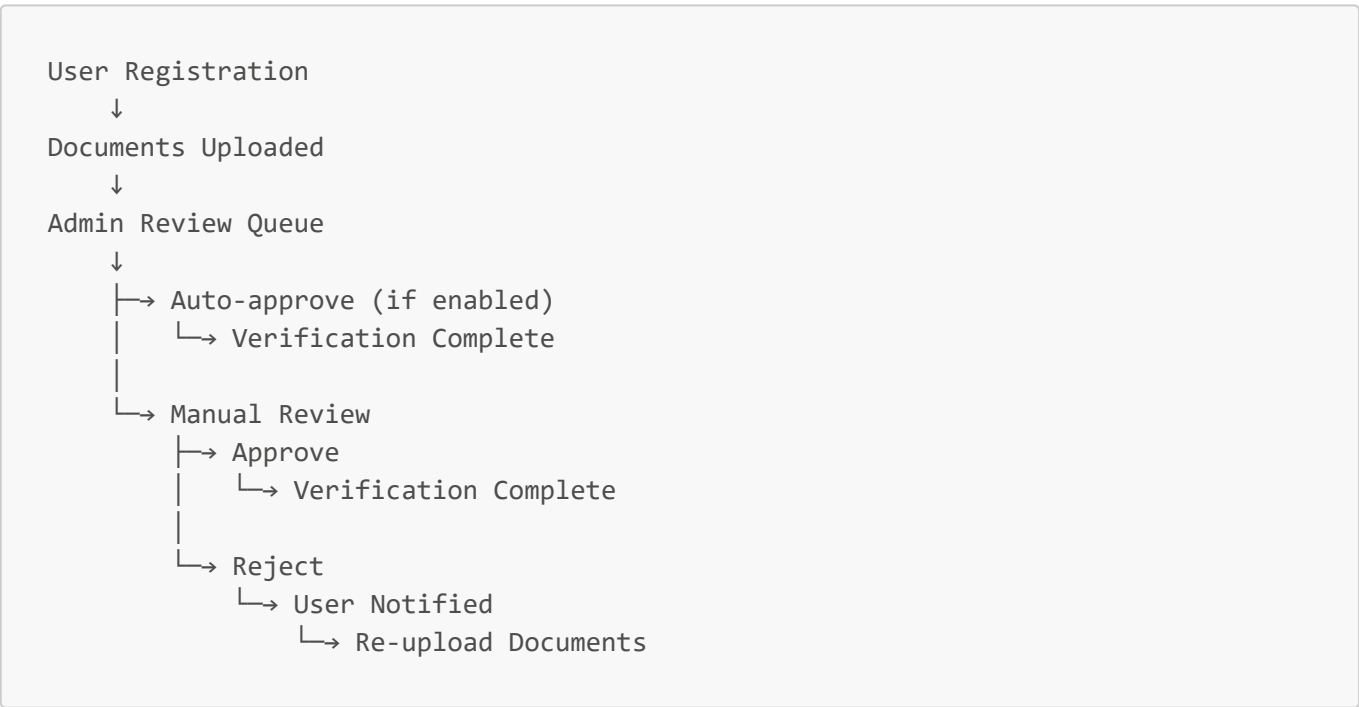 User Registration
    ↓
Documents Uploaded
    ↓
Admin Review Queue
    ↓
    ├─→ Auto-approve (if enabled)
    │   └─→ Verification Complete
    │
    └─→ Manual Review
        ├─→ Approve
        │   └─→ Verification Complete
        │
        └─→ Reject
            └─→ User Notified
                └─→ Re-upload Documents